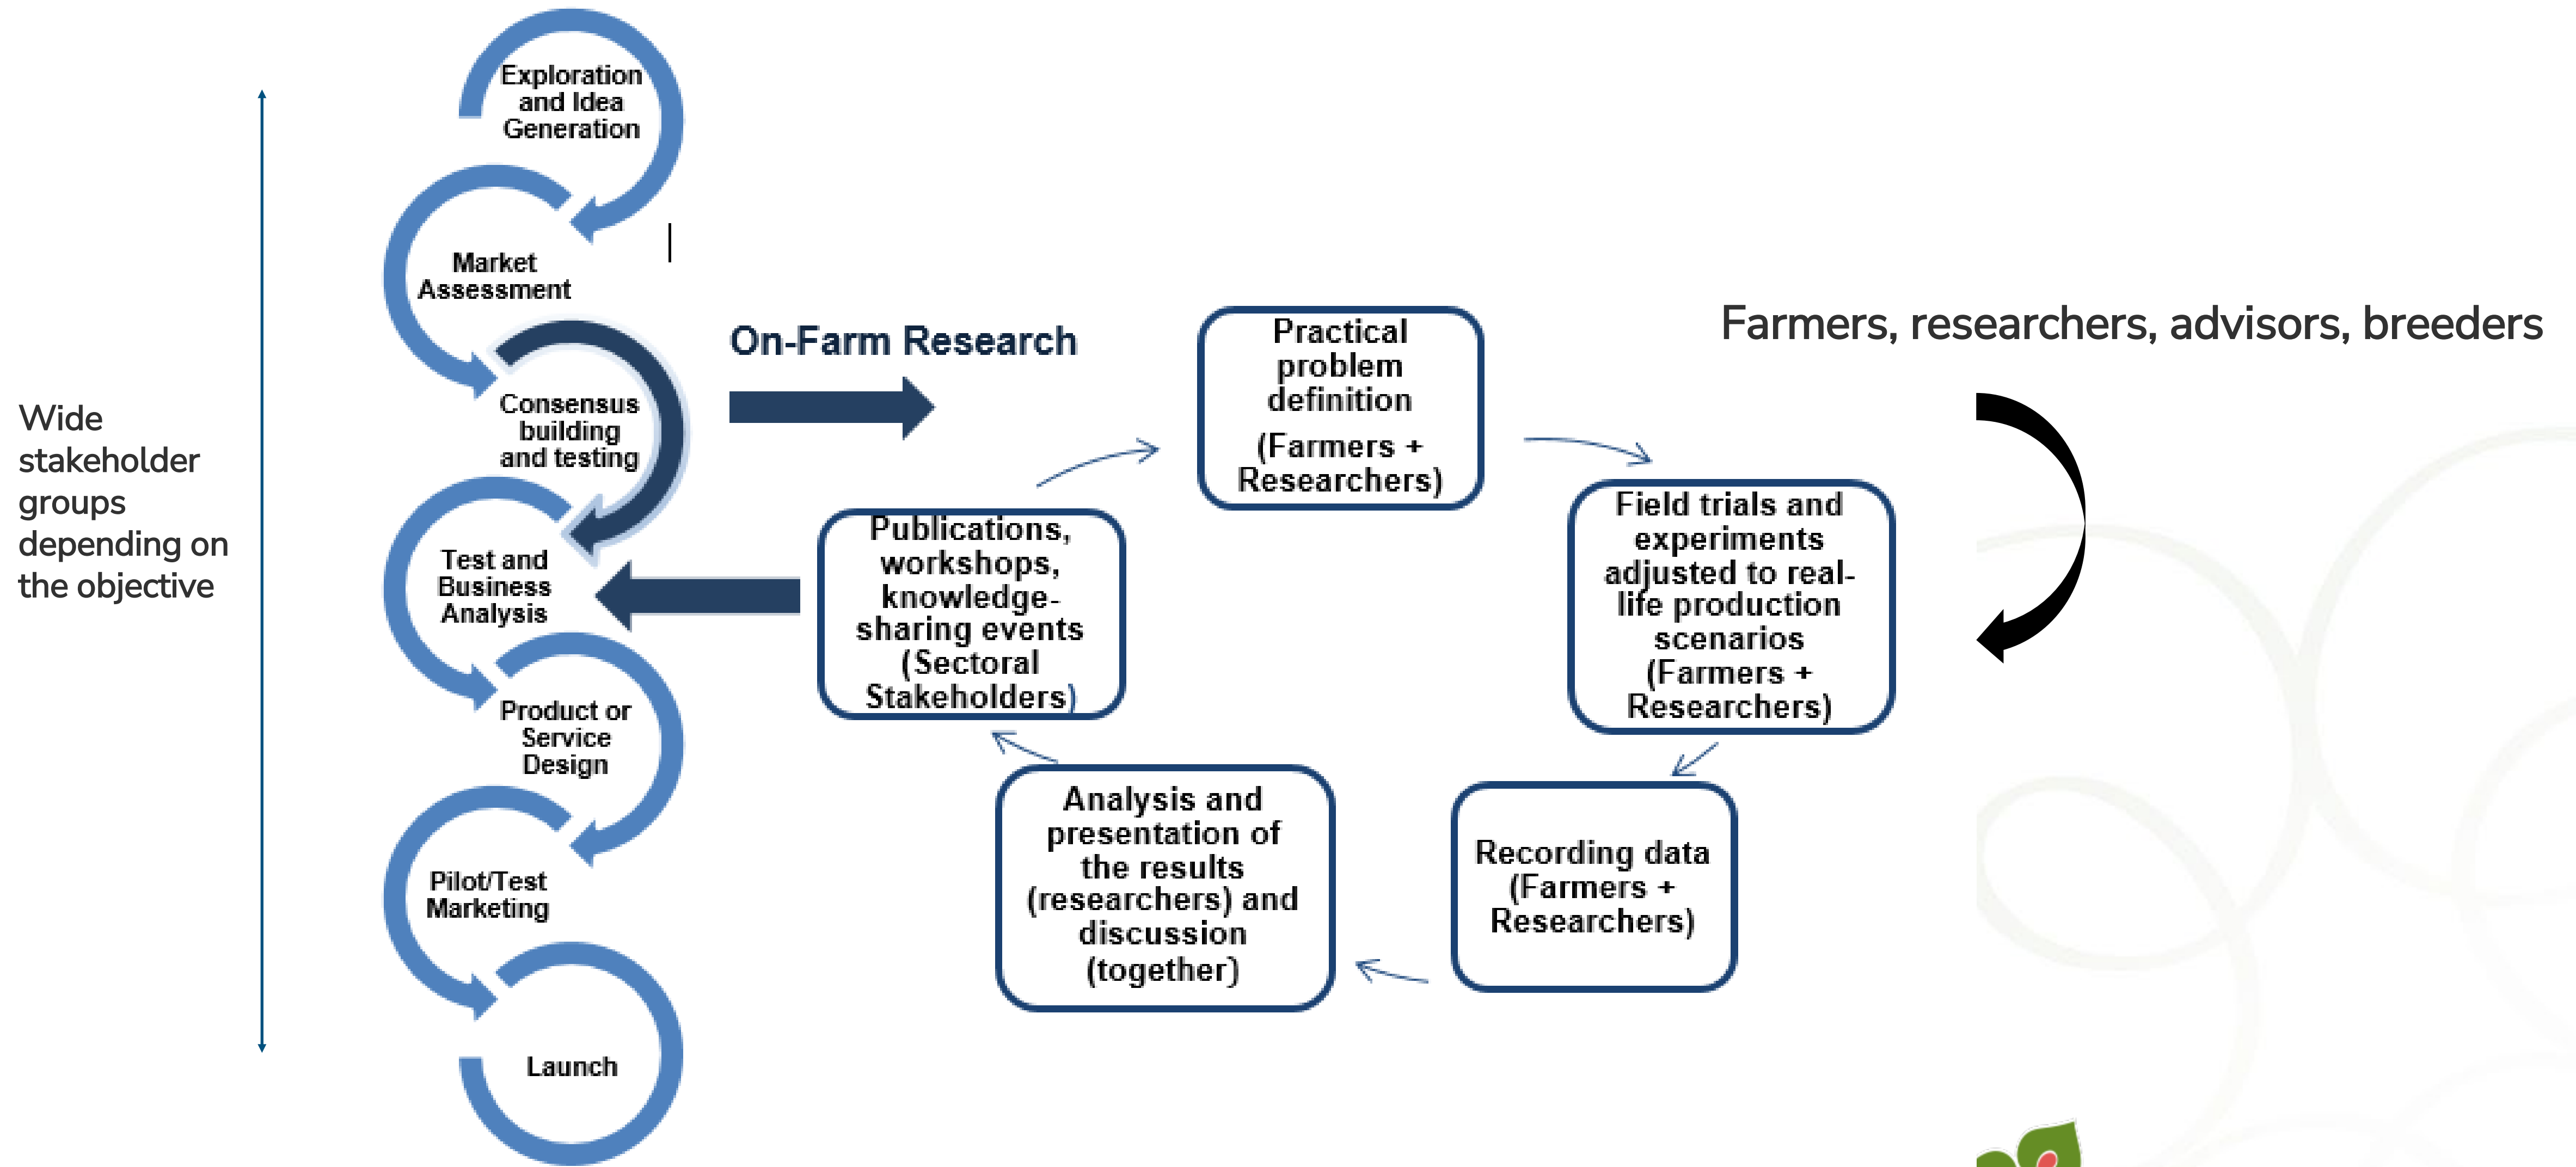 Wide
stakeholder
groups
depending on
the objective
Exploration
and Idea
Generation
Market
Assessment
Consensus
building
and testing
Test and
Business
Analysis
Product or
Service
Design
Pilot/Test
Marketing
Launch
On-Farm Research
Practical
problem
definition
(Farmers +
Researchers)
Farmers, researchers, advisors, breeders
Field trials and
experiments
adjusted to real-
life production
scenarios
(Farmers +
Researchers)
Recording data
(Farmers +
Researchers)
Analysis and
presentation of
the results
(researchers) and
discussion
(together)
Publications,
workshops,
knowledge-
sharing events
(Sectoral
Stakeholders)